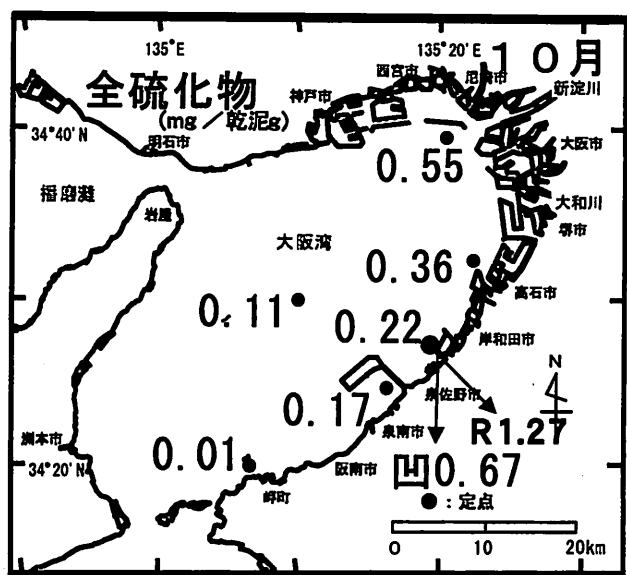 135°E
135°20'E
10月
全硫化物
(mg／乾泥g)
西宮市
尼崎市
新淀川
神戸市
34°40'N
明石市
大阪市
0.55
播磨灘
大和川
岩屋
堺市
大阪湾
0.36
高石市
0.11
0.22
岸和田市
N
泉佐野市
0.17
泉南市
R1.27
洲本市
34°20'N
0.01
阪南市
凹0.67
岬町
●：定点
0 10 20km